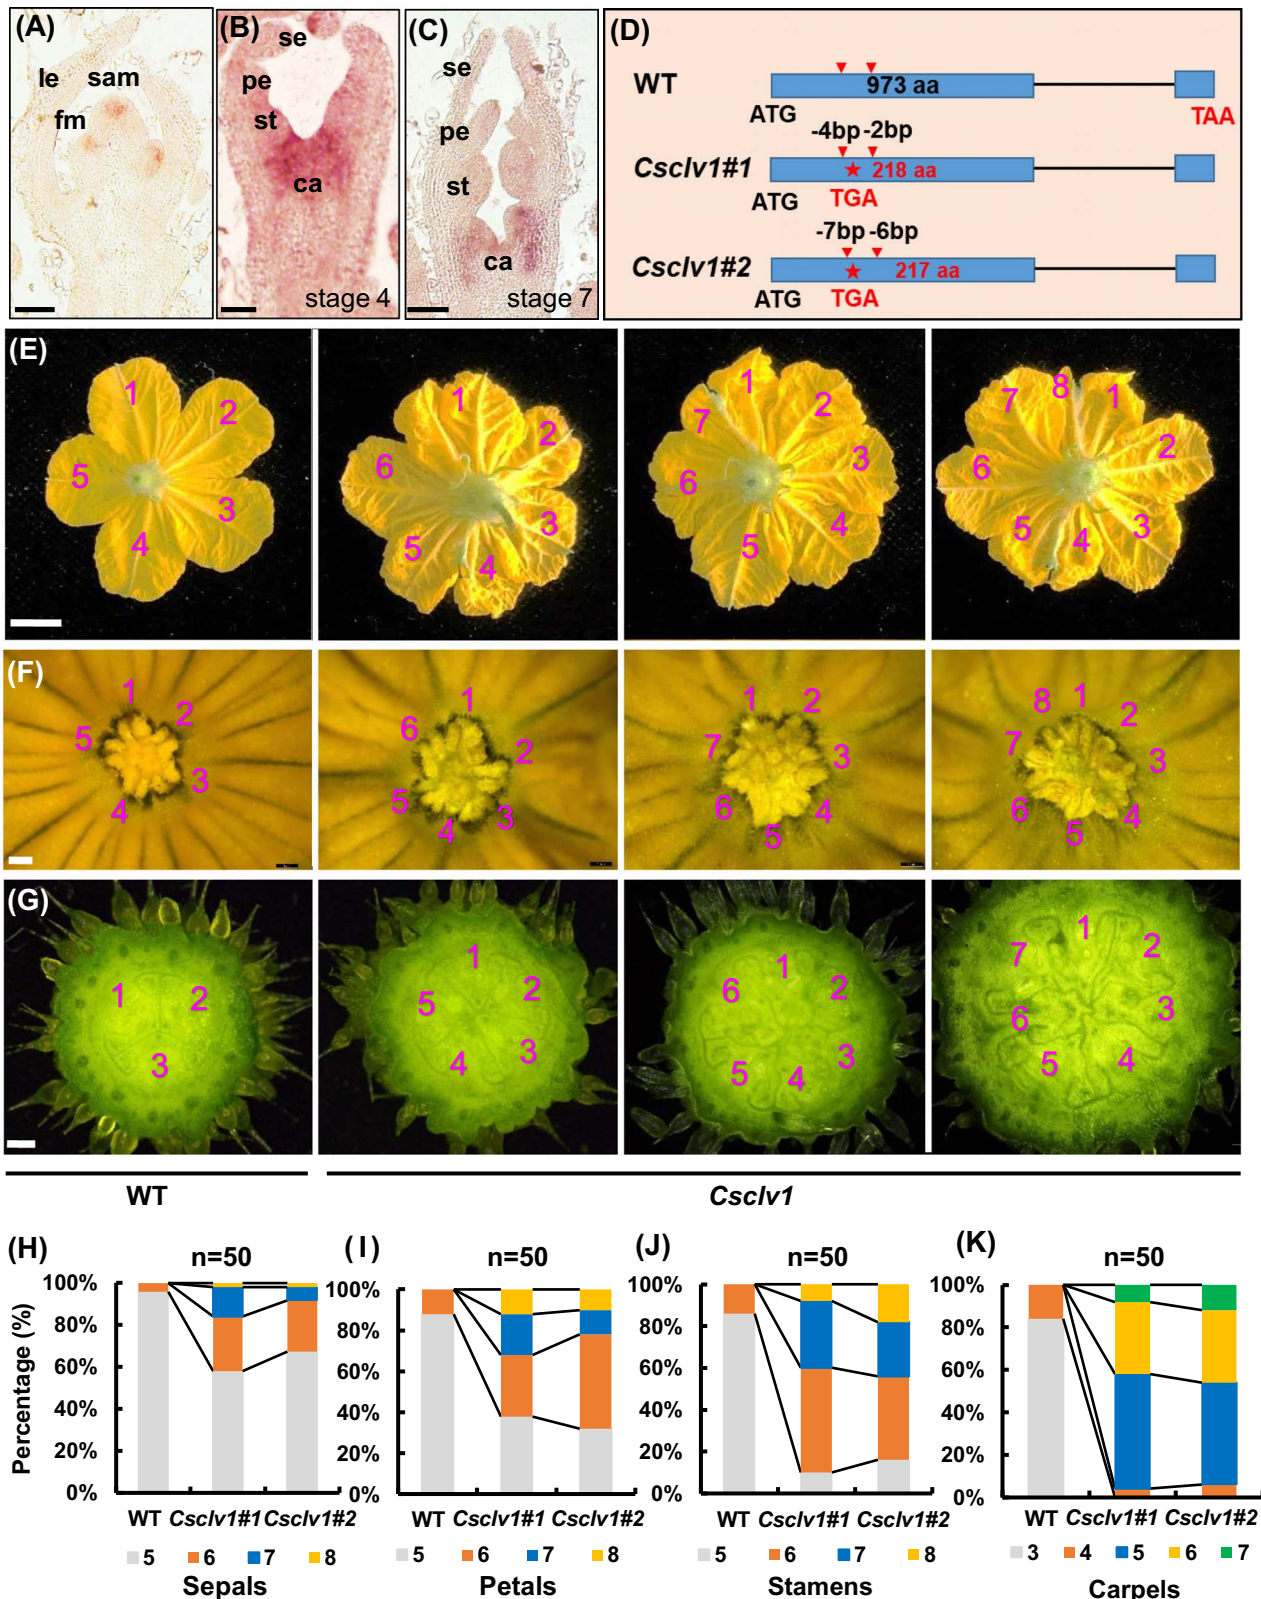 (A)
le
sam
fm
(B)
se
pe
st
ca
stage 4
(C)
se
pe
st
ca
stage 7
(D)
WT
973 aa
ATG
TAA
-4bp -2bp
Csclv1#1
218 aa
ATG
TGA
-7bp -6bp
Csclv1#2
217 aa
ATG
TGA
(E)
1
2
3
4
5
1
2
3
4
5
6
1
2
3
4
5
6
7
1
2
3
4
5
6
7
8
(F)
1
2
3
4
5
1
2
3
4
5
6
1
2
3
4
5
6
7
1
2
3
4
5
6
7
8
(G)
1
2
3
1
2
3
4
5
1
2
3
4
5
6
1
2
3
4
5
6
7
WT
Csclv1
(H)
n=50
Percentage (%)
100%
80%
60%
40%
20%
0%
WT Csclv1#1 Csclv1#2
5 6 7 8
Sepals
(I)
n=50
100%
80%
60%
40%
20%
0%
WT Csclv1#1 Csclv1#2
5 6 7 8
Petals
(J)
n=50
100%
80%
60%
40%
20%
0%
WT Csclv1#1 Csclv1#2
5 6 7 8
Stamens
(K)
n=50
100%
80%
60%
40%
20%
0%
WT Csclv1#1 Csclv1#2
3 4 5 6 7
Carpels